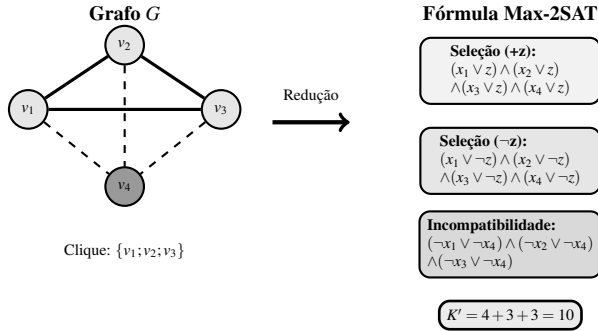 Grafo G
v₂
v₁
v₃
v₄
Clique: {v₁;v₂;v₃}
Redução
Fórmula Max-2SAT
Seleção (+z):
(x₁ ∨ z) ∧ (x₂ ∨ z)
∧(x₃ ∨ z) ∧ (x₄ ∨ z)
Seleção (¬z):
(x₁ ∨ ¬z) ∧ (x₂ ∨ ¬z)
∧(x₃ ∨ ¬z) ∧ (x₄ ∨ ¬z)
Incompatibilidade:
(¬x₁ ∨ ¬x₄) ∧ (¬x₂ ∨ ¬x₄)
∧(¬x₃ ∨ ¬x₄)
K′ = 4 + 3 + 3 = 10